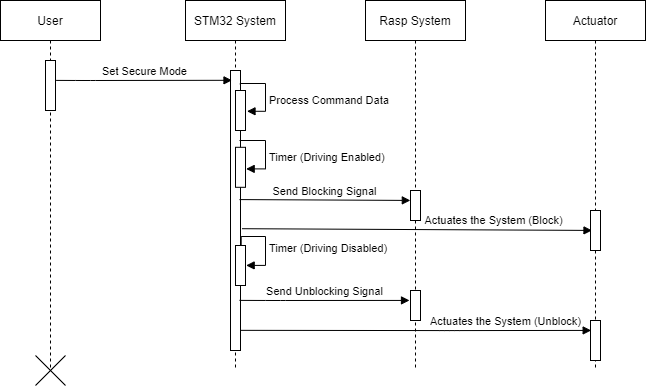 User
STM32 System
Rasp System
Actuator
Set Secure Mode
Process Command Data
Timer (Driving Enabled)
Send Blocking Signal
Actuates the System (Block)
Timer (Driving Disabled)
Send Unblocking Signal
Actuates the System (Unblock)